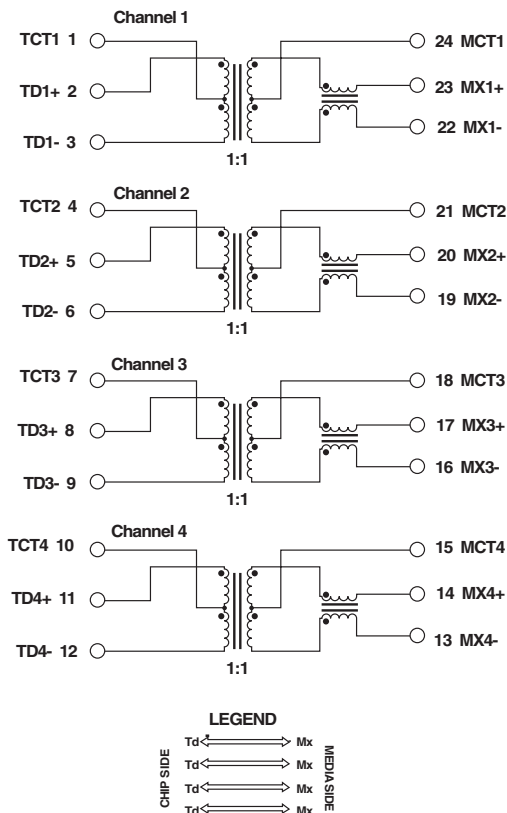 Channel 1
TCT1 1
24 MCT1
TD1+ 2
23 MX1+
TD1- 3
22 MX1-
1:1
Channel 2
TCT2 4
21 MCT2
TD2+ 5
20 MX2+
TD2- 6
19 MX2-
1:1
Channel 3
TCT3 7
18 MCT3
TD3+ 8
17 MX3+
TD3- 9
16 MX3-
1:1
Channel 4
TCT4 10
15 MCT4
TD4+ 11
14 MX4+
TD4- 12
13 MX4-
1:1
LEGEND
CHIP SIDE
Td Mx
Td Mx
Td Mx
Td Mx
MEDIA SIDE